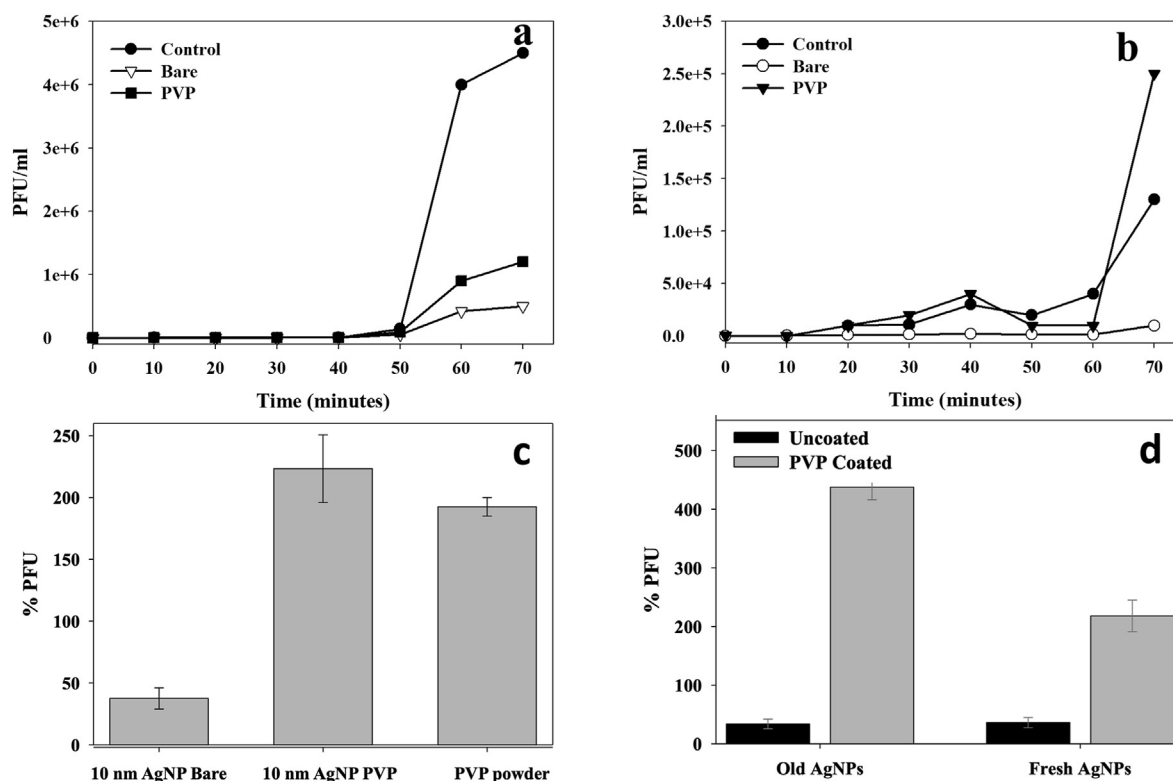 a
5e+6
4e+6
3e+6
2e+6
1e+6
0
PFU/ml
Control
Bare
PVP
0 10 20 30 40 50 60 70
Time (minutes)
b
3.0e+5
2.5e+5
2.0e+5
1.5e+5
1.0e+5
5.0e+4
0.0
PFU/ml
Control
Bare
PVP
0 10 20 30 40 50 60 70
Time (minutes)
c
250
200
150
100
50
0
% PFU
10 nm AgNP Bare 10 nm AgNP PVP PVP powder
d
500
400
300
200
100
0
% PFU
Uncoated
PVP Coated
Old AgNPs Fresh AgNPs